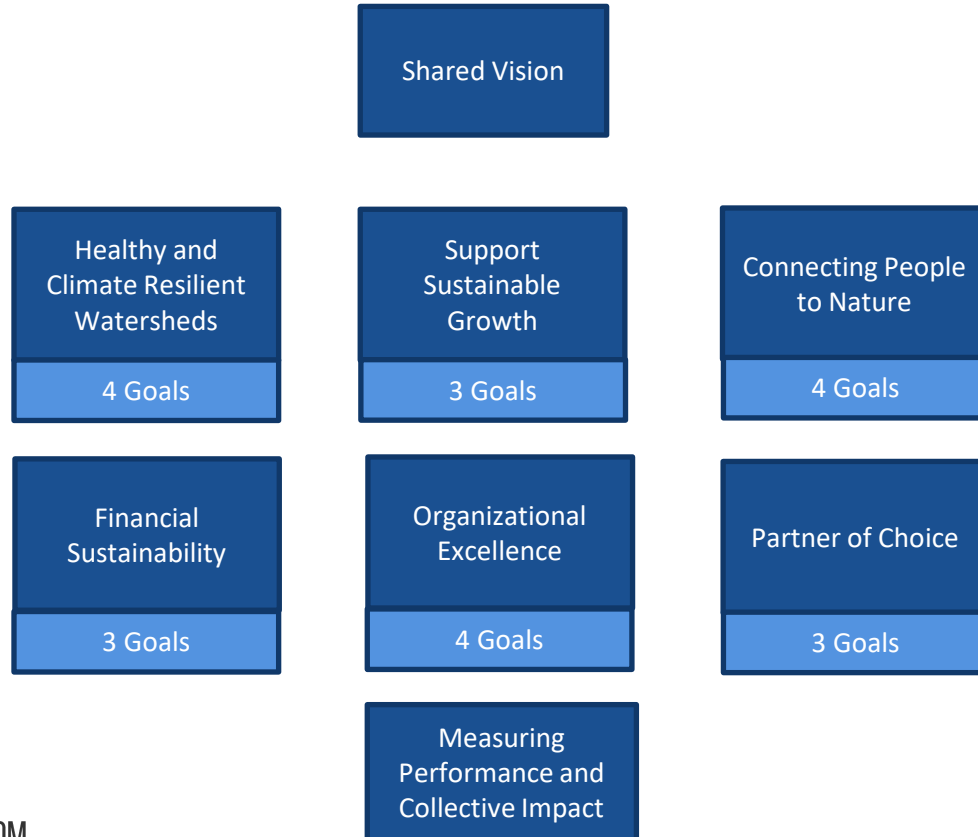 Shared Vision
Healthy and
Climate Resilient
Watersheds
4 Goals
Support
Sustainable
Growth
3 Goals
Connecting People
to Nature
4 Goals
Financial
Sustainability
3 Goals
Organizational
Excellence
4 Goals
Partner of Choice
3 Goals
Measuring
Performance and
Collective Impact